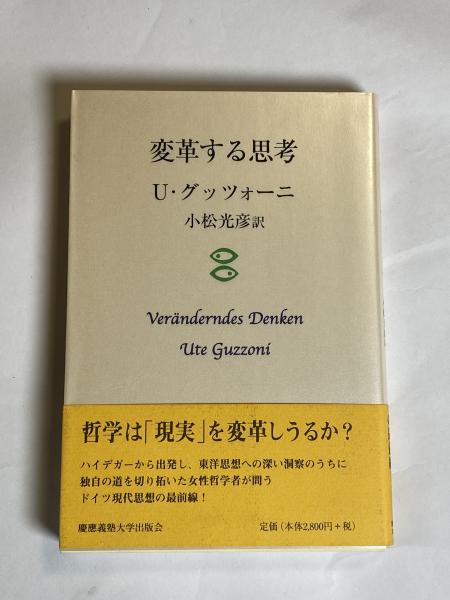 変革する思考
U・グッツォーニ
小松光彦訳
Veränderndes Denken
Ute Guzzoni
哲学は「現実」を変革しうるか？
ハイデガーから出発し、東洋思想への深い洞察のうちに
独自の道を切り拓いた女性哲学者が問う
ドイツ現代思想の最前線！
慶應義塾大学出版会
定価（本体2,800円＋税）